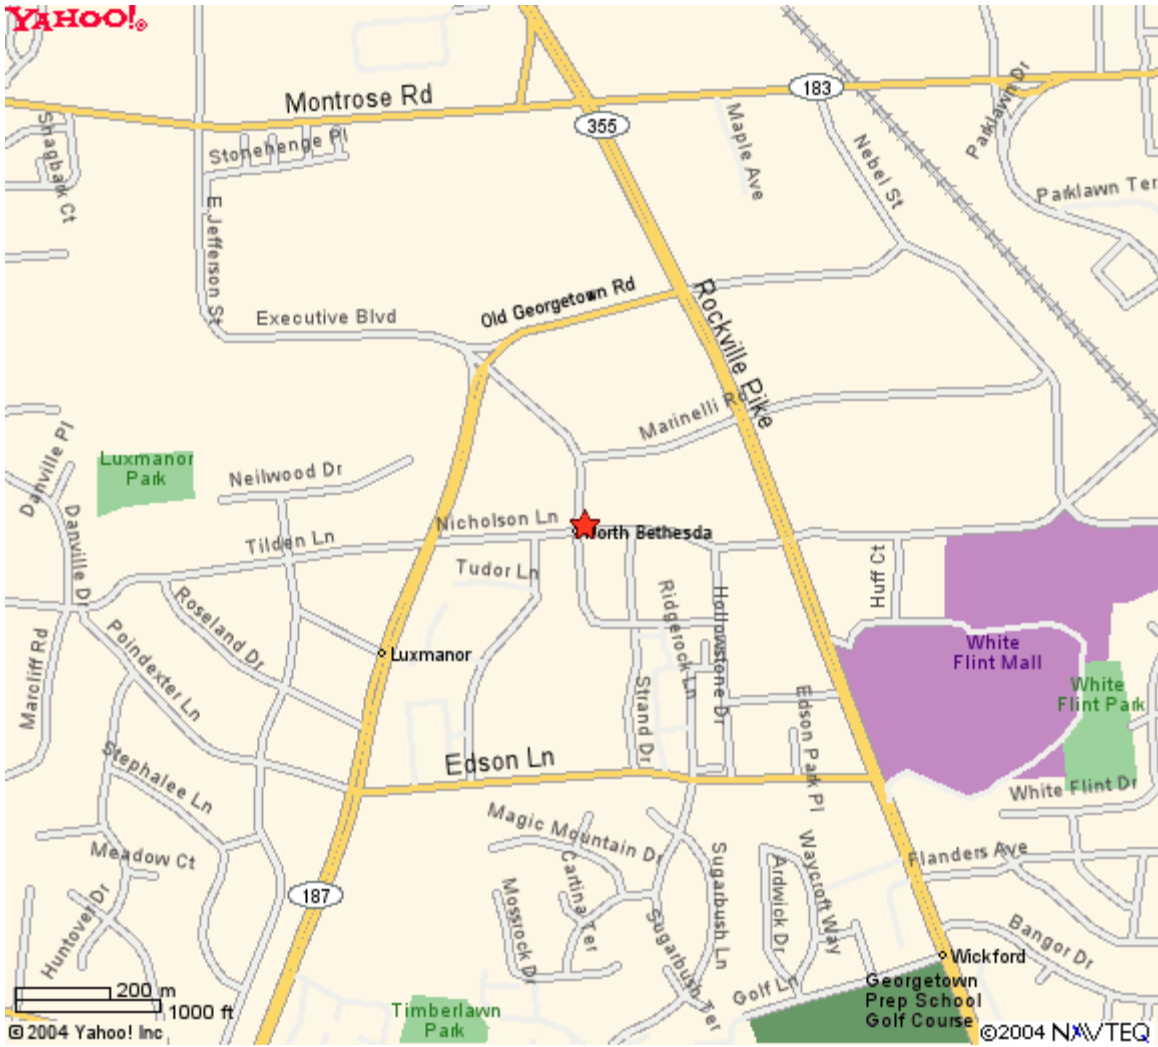 YAHOO!®
Montrose Rd
183
355
Parklawn Dr
Shagbark Ct
Stonehenge Pl
Maple Ave
Nebel St
Parklawn Ter
E Jefferson St
Executive Blvd
Old Georgetown Rd
Rockville Pike
Marinelli Rd
Danville Pl
Luxmanor
Park
Neilwood Dr
Danville Dr
Nicholson Ln
Tilden Ln
North Bethesda
Tudor Ln
Huff Ct
Roseland Dr
Ridgerock Ln
Hollowstone Dr
Poindexter Ln
Marcliff Rd
Luxmanor
White
Flint Mall
White
Flint Park
Strand Dr
Edson Park Pl
Stephalee Ln
Edson Ln
White Flint Dr
Magic Mountain Dr
Meadow Ct
Cartina Ter
Sugarbush Ln
Waycroft Way
Ardwick Dr
Flanders Ave
187
Huntover Dr
Mossrock Dr
Sugarbush Ter
Bangor Dr
Wickford
Golf Ln
Georgetown
Prep School
Golf Course
200 m
1000 ft
Timberlawn
Park
©2004 Yahoo! Inc
©2004 NAVTEQ